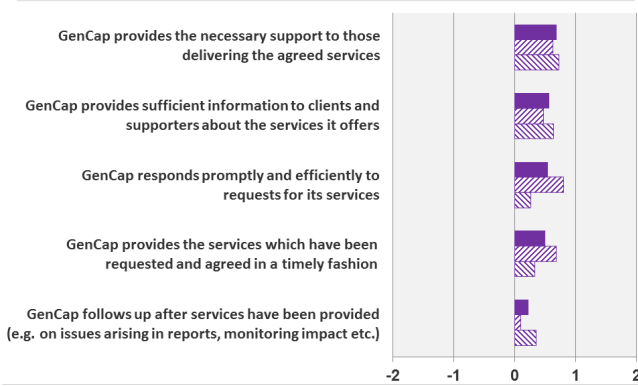 GenCap provides the necessary support to those
delivering the agreed services
GenCap provides sufficient information to clients and
supporters about the services it offers
GenCap responds promptly and efficiently to
requests for its services
GenCap provides the services which have been
requested and agreed in a timely fashion
GenCap follows up after services have been provided
(e.g. on issues arising in reports, monitoring impact etc.)
-2 -1 0 1 2